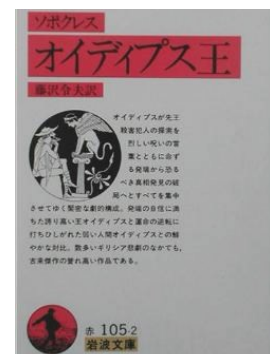 ソポクレス
オイディプス王
藤沢令夫訳
オイディプスが先王
殺害犯人の探索を
烈しい呪いの言
葉とともに命ず
る発端から恐る
べき真相発見の破
局へとすべてを集中
させてゆく緊密な劇的構成。発端の自信に満
ちた誇り高い王オイディプスと運命の逆転に
打ちひしがれた弱い人間オイディプスとの鮮
やかな対比。数多いギリシア悲劇のなかでも、
古来傑作の誉れ高い作品である。
赤 105-2
岩波文庫